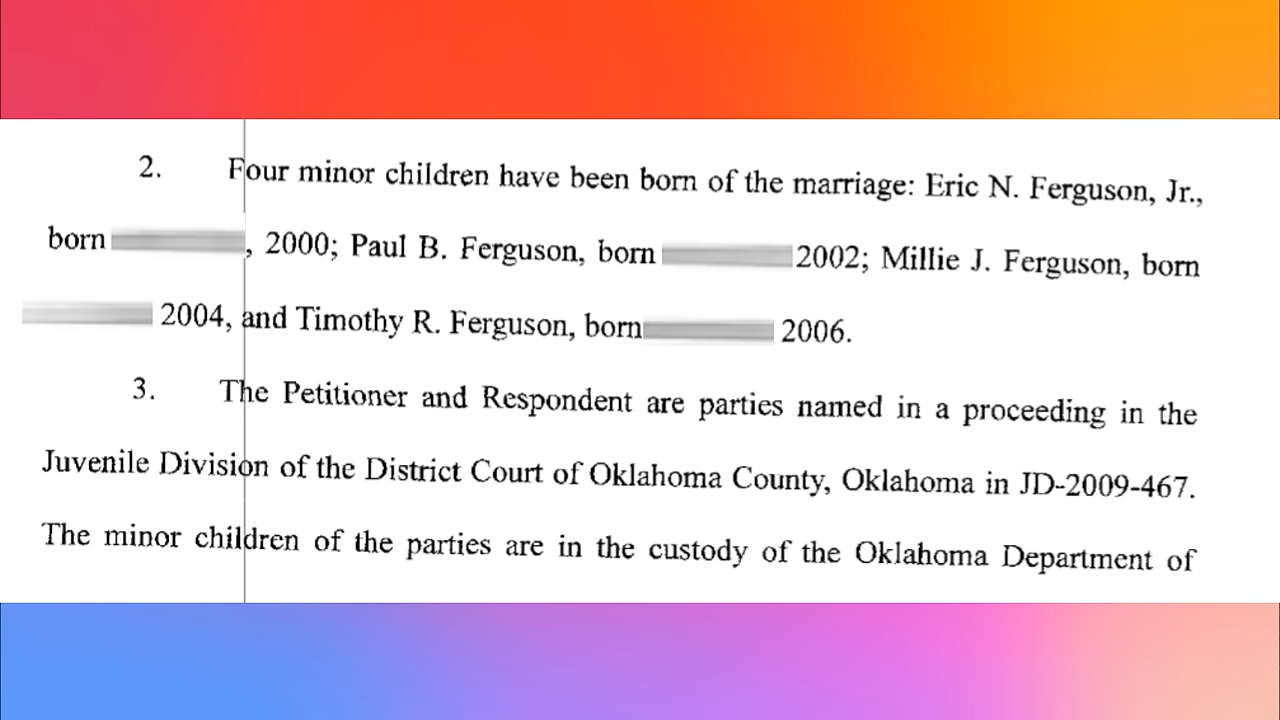 2. Four minor children have been born of the marriage: Eric N. Ferguson, Jr.,
born , 2000; Paul B. Ferguson, born 2002; Millie J. Ferguson, born
2004, and Timothy R. Ferguson, born 2006.
3. The Petitioner and Respondent are parties named in a proceeding in the
Juvenile Division of the District Court of Oklahoma County, Oklahoma in JD-2009-467.
The minor children of the parties are in the custody of the Oklahoma Department of